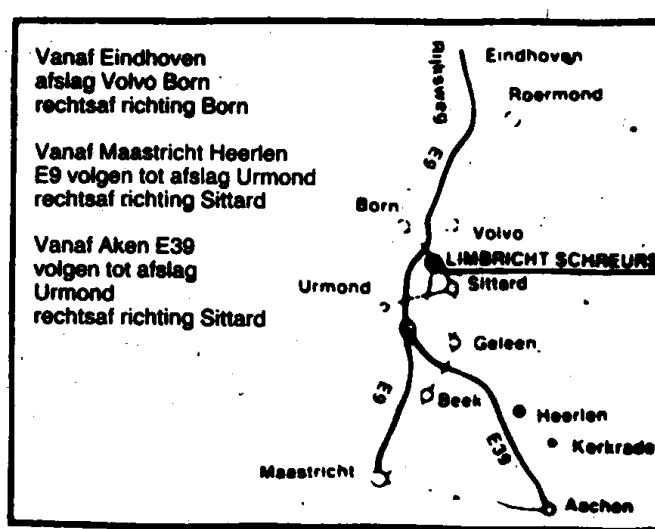 Vanaf Eindhoven
afslag Volvo Born
rechtsaf richting Born
Vanaf Maastricht Heerlen
E9 volgen tot afslag Urmond
rechtsaf richting Sittard
Vanaf Aken E39
volgen tot afslag
Urmond
rechtsaf richting Sittard
Rijksweg
Eindhoven
Roermond
E9
Born
Volvo
LIMBRICHT SCHREURS
Urmond
Sittard
Geleen
E9
Beek
Heerlen
E39
Kerkrade
Maastricht
Aachen